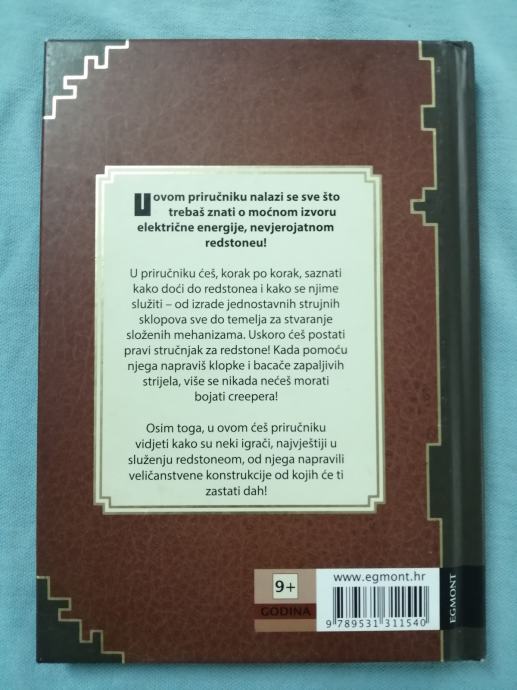 U ovom priručniku nalazi se sve što
trebaš znati o moćnom izvoru
električne energije, nevjerojatnom
redstoneu!
U priručniku ćeš, korak po korak, saznati
kako doći do redstonea i kako se njime
služiti – od izrade jednostavnih strujnih
sklopova sve do temelja za stvaranje
složenih mehanizama. Uskoro ćeš postati
pravi stručnjak za redstone! Kada pomoću
njega napraviš klopke i bacače zapaljivih
strijela, više se nikada nećeš morati
bojati creepera!
Osim toga, u ovom ćeš priručniku
vidjeti kako su neki igrači, najvještiji u
služenju redstoneom, od njega napravili
veličanstvene konstrukcije od kojih će ti
zastati dah!
9+
GODINA
www.egmont.hr
9 789531 311540
EGMONT